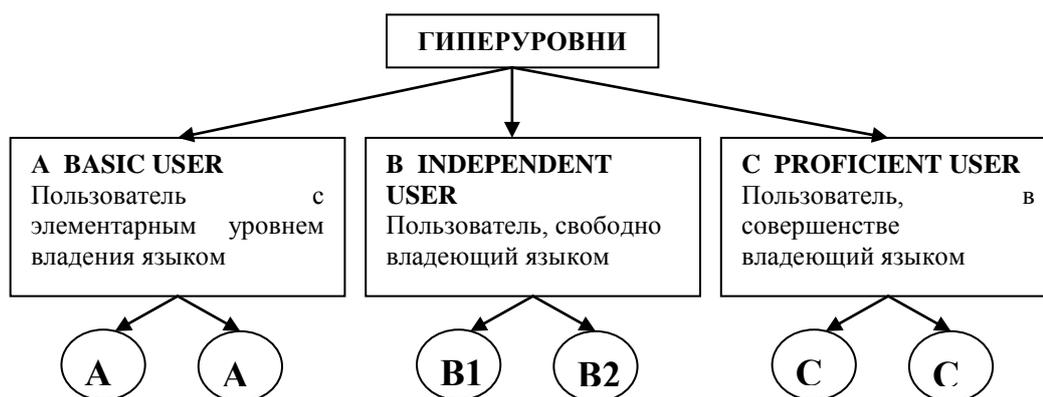 ГИПЕРУРОВНИ
A BASIC USER
Пользователь с
элементарным уровнем
владения языком
B INDEPENDENT
USER
Пользователь, свободно
владеющий языком
C PROFICIENT USER
Пользователь, в
совершенстве
владеющий языком
A
A
B1
B2
C
C